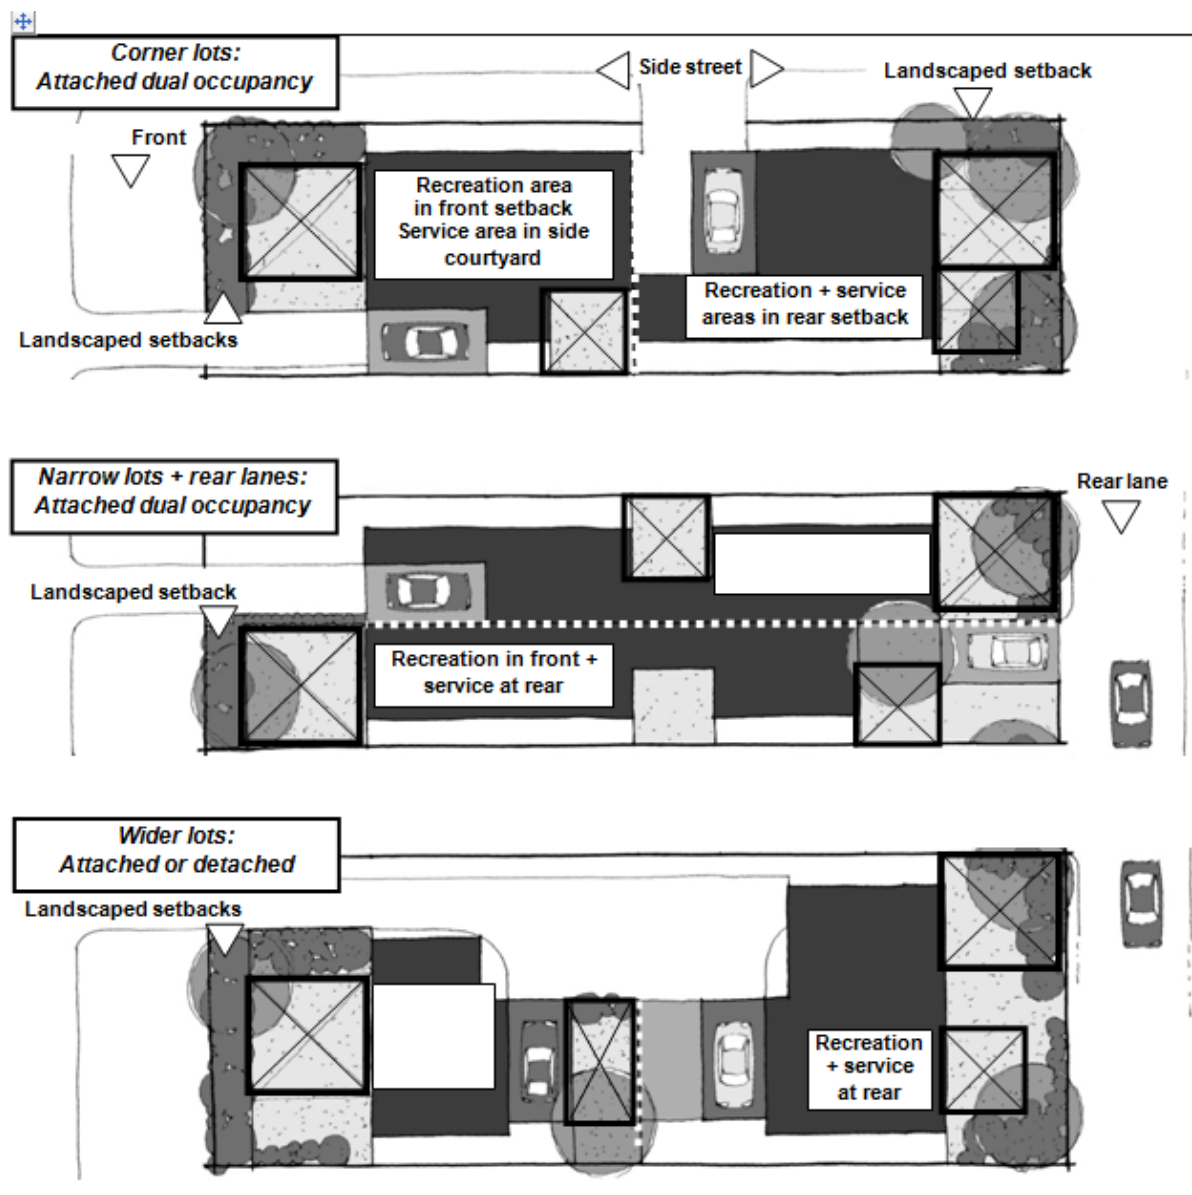 Corner lots:
Attached dual occupancy
Side street
Landscaped setback
Front
Recreation area
in front setback
Service area in side
courtyard
Recreation + service
areas in rear setback
Landscaped setbacks
Narrow lots + rear lanes:
Attached dual occupancy
Rear lane
Landscaped setback
Recreation in front +
service at rear
Wider lots:
Attached or detached
Landscaped setbacks
Recreation
+ service
at rear